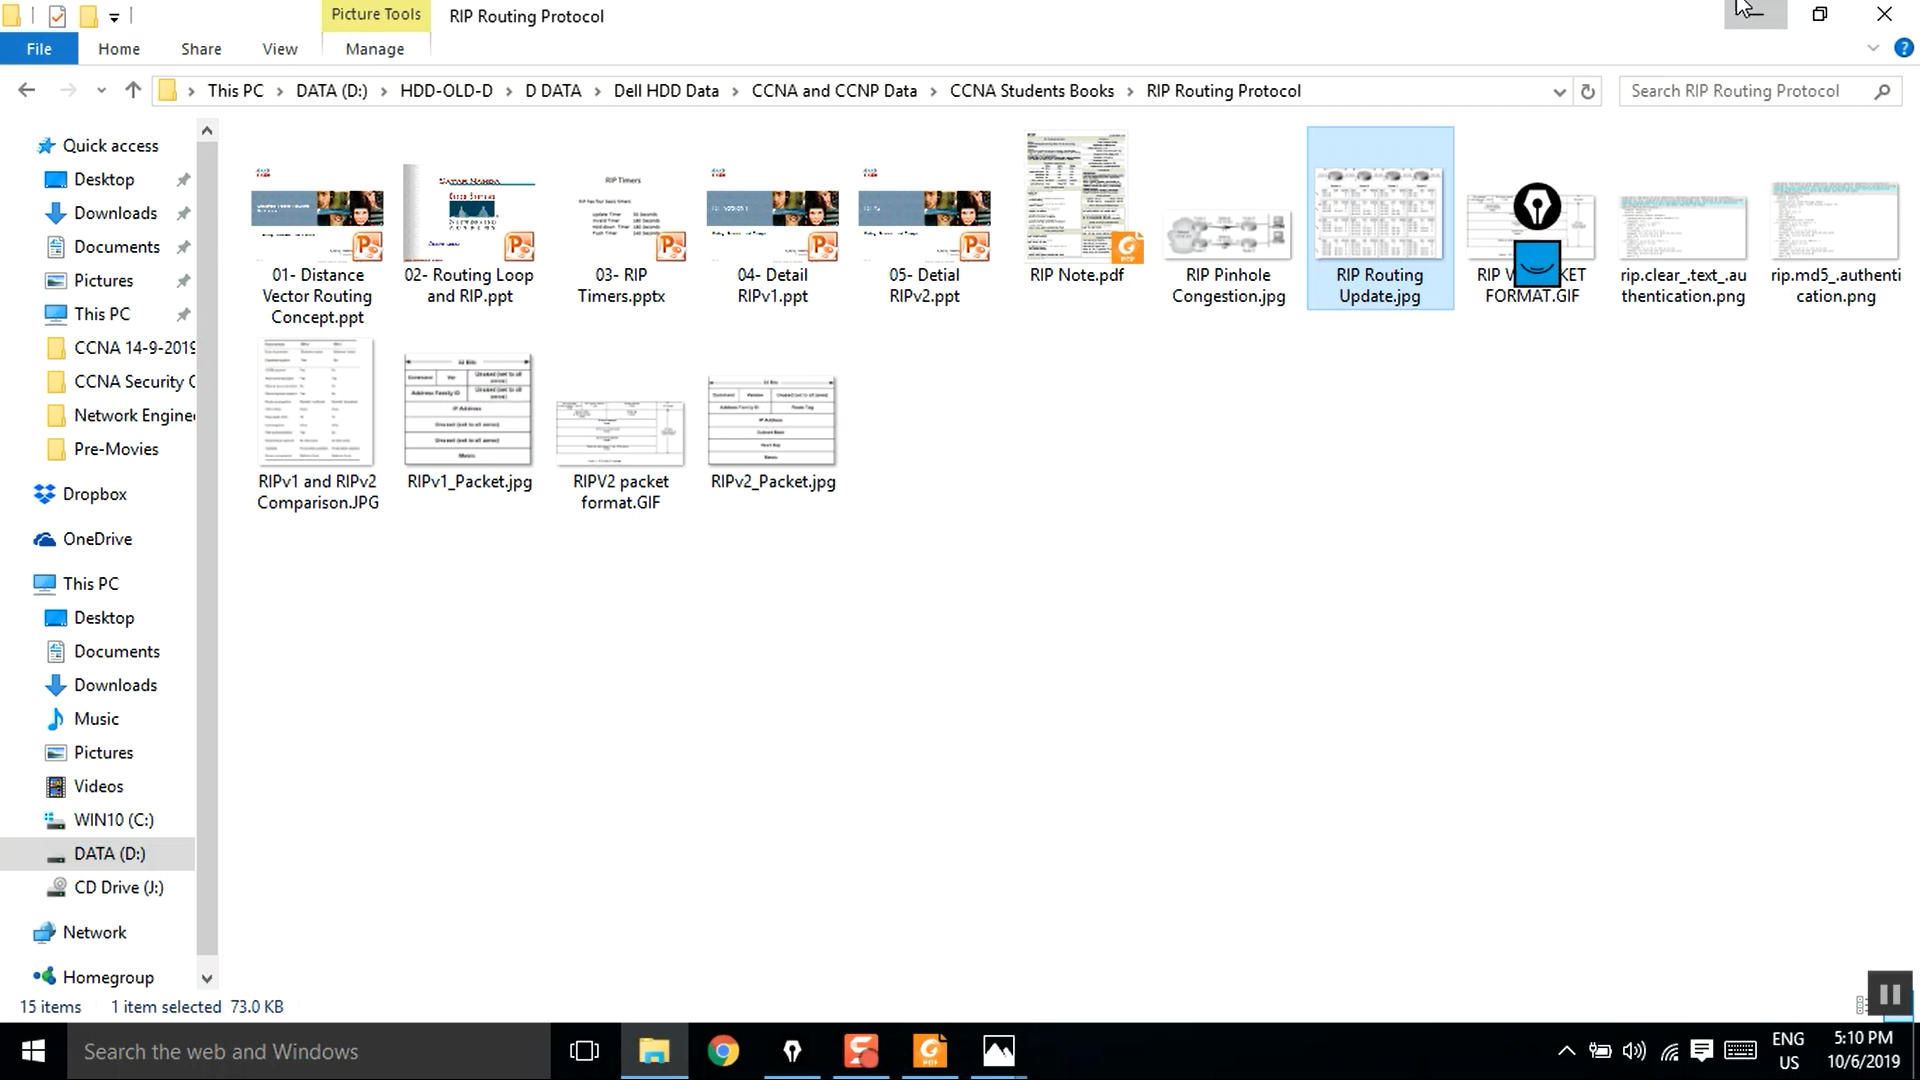 Picture Tools
RIP Routing Protocol
File
Home
Share
View
Manage
This PC
DATA (D:)
HDD-OLD-D
D DATA
Dell HDD Data
CCNA and CCNP Data
CCNA Students Books
RIP Routing Protocol
Search RIP Routing Protocol
Quick access
Desktop
Downloads
Documents
Pictures
This PC
CCNA 14-9-2019
CCNA Security C
Network Enginee
Pre-Movies
Dropbox
OneDrive
This PC
Desktop
Documents
Downloads
Music
Pictures
Videos
WIN10 (C:)
DATA (D:)
CD Drive (J:)
Network
Homegroup
01- Distance
Vector Routing
Concept.ppt
02- Routing Loop
and RIP.ppt
RIP Timers
03- RIP
Timers.pptx
04- Detail
RIPv1.ppt
05- Detial
RIPv2.ppt
RIP Note.pdf
RIP Pinhole
Congestion.jpg
RIP Routing
Update.jpg
RIP V
KET
FORMAT.GIF
rip.clear_text_au
thentication.png
rip.md5_authenti
cation.png
RIPv1 and RIPv2
Comparison.JPG
RIPv1_Packet.jpg
RIPV2 packet
format.GIF
RIPv2_Packet.jpg
15 items
1 item selected 73.0 KB
Search the web and Windows
ENG
US
5:10 PM
10/6/2019